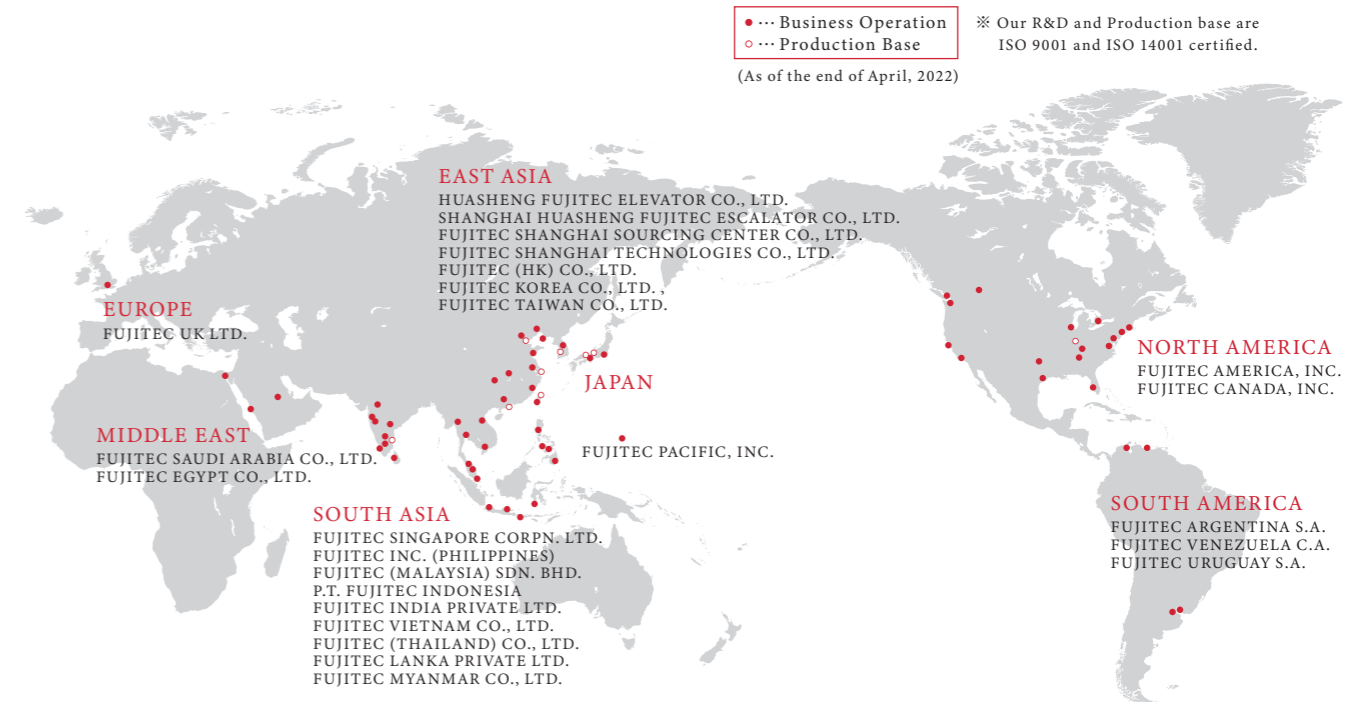 ● ··· Business Operation
○ ··· Production Base
(As of the end of April, 2022)
※ Our R&D and Production base are
ISO 9001 and ISO 14001 certified.
EAST ASIA
HUASHENG FUJITEC ELEVATOR CO., LTD.
SHANGHAI HUASHENG FUJITEC ESCALATOR CO., LTD.
FUJITEC SHANGHAI SOURCING CENTER CO., LTD.
FUJITEC SHANGHAI TECHNOLOGIES CO., LTD.
FUJITEC (HK) CO., LTD.
FUJITEC KOREA CO., LTD. ,
FUJITEC TAIWAN CO., LTD.
EUROPE
FUJITEC UK LTD.
JAPAN
NORTH AMERICA
FUJITEC AMERICA, INC.
FUJITEC CANADA, INC.
MIDDLE EAST
FUJITEC SAUDI ARABIA CO., LTD.
FUJITEC EGYPT CO., LTD.
FUJITEC PACIFIC, INC.
SOUTH ASIA
FUJITEC SINGAPORE CORPN. LTD.
FUJITEC INC. (PHILIPPINES)
FUJITEC (MALAYSIA) SDN. BHD.
P.T. FUJITEC INDONESIA
FUJITEC INDIA PRIVATE LTD.
FUJITEC VIETNAM CO., LTD.
FUJITEC (THAILAND) CO., LTD.
FUJITEC LANKA PRIVATE LTD.
FUJITEC MYANMAR CO., LTD.
SOUTH AMERICA
FUJITEC ARGENTINA S.A.
FUJITEC VENEZUELA C.A.
FUJITEC URUGUAY S.A.